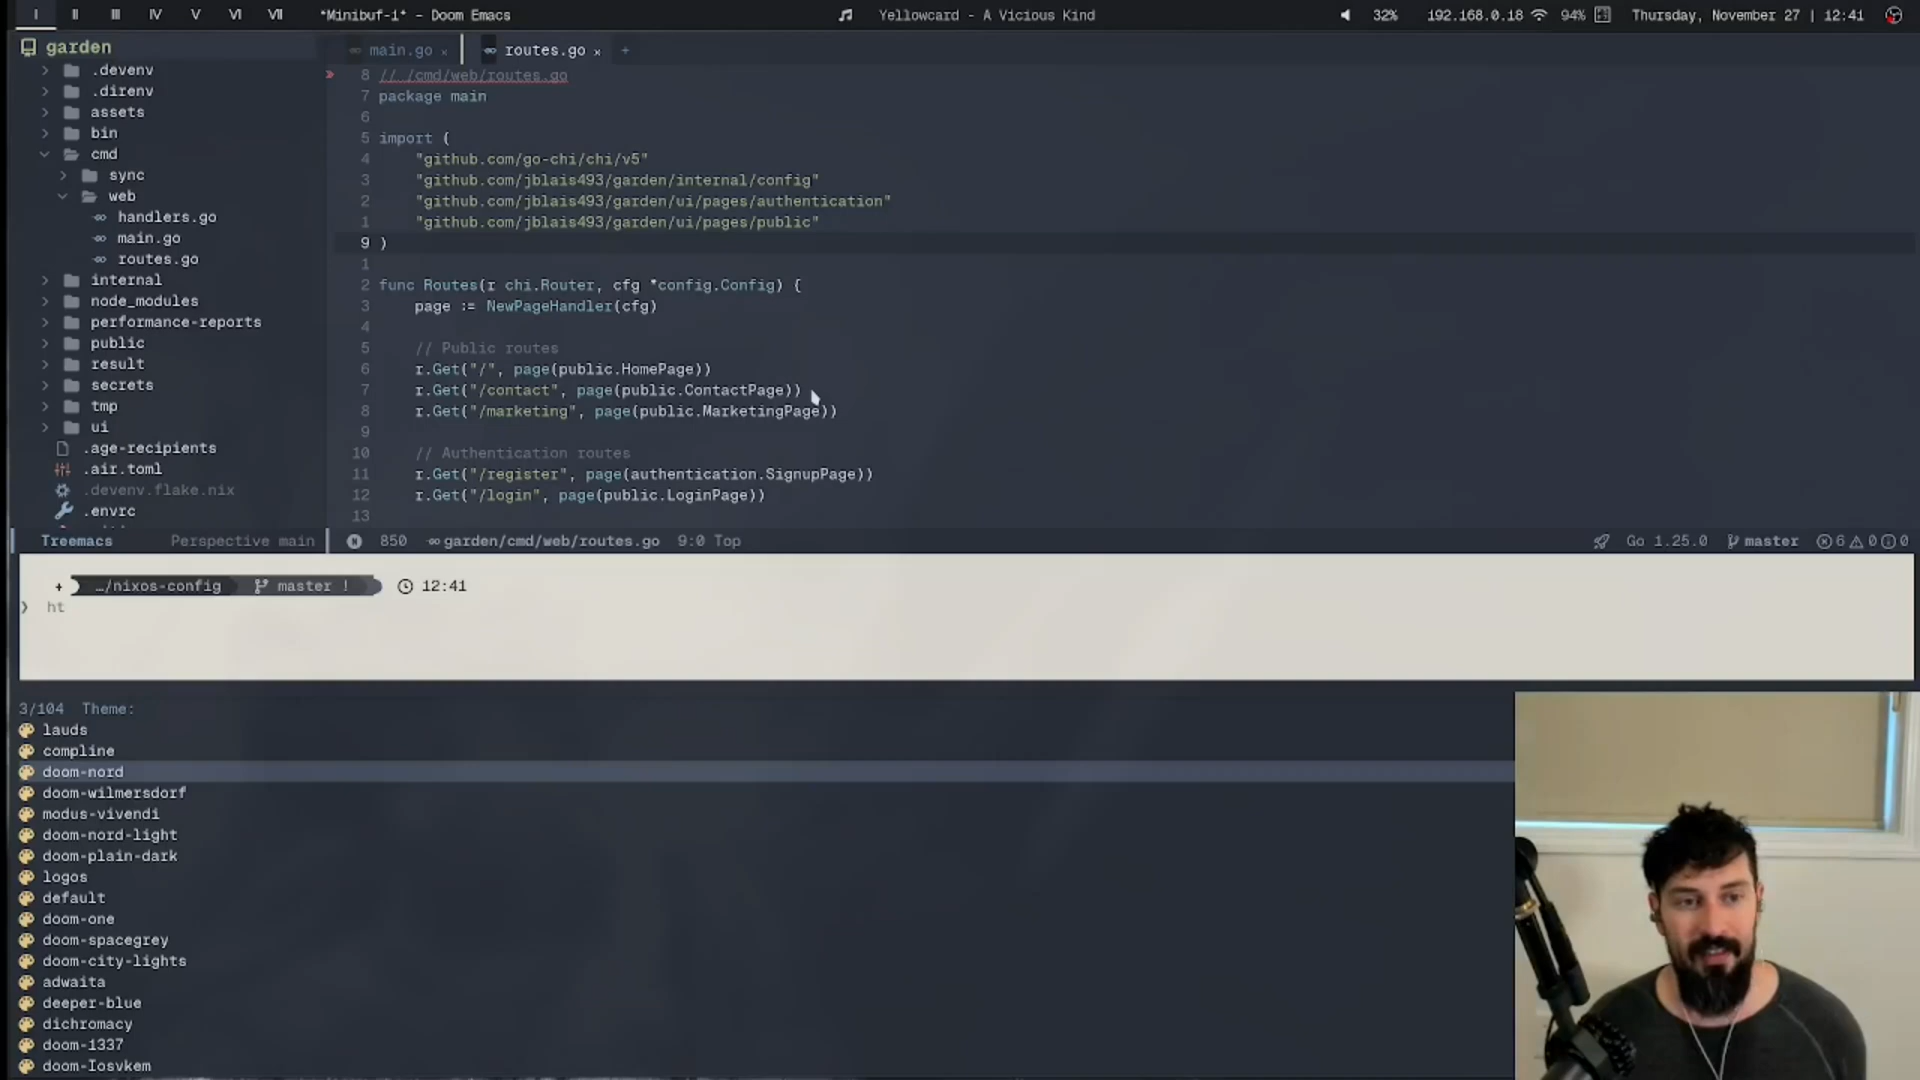 I II III IV V VI VII *Minibuf-1* - Doom Emacs Yellowcard - A Vicious Kind 32% 192.168.0.18 94% Thursday, November 27 | 12:41
garden
.devenv
.direnv
assets
bin
cmd
sync
web
handlers.go
main.go
routes.go
internal
node_modules
performance-reports
public
result
secrets
tmp
ui
.age-recipients
.air.toml
.devenv.flake.nix
.envrc
Treemacs Perspective main
main.go × routes.go × +
8 // /cmd/web/routes.go
7 package main
6
5 import (
4 "github.com/go-chi/chi/v5"
3 "github.com/jblais493/garden/internal/config"
2 "github.com/jblais493/garden/ui/pages/authentication"
1 "github.com/jblais493/garden/ui/pages/public"
9 )
1
2 func Routes(r chi.Router, cfg *config.Config) {
3 page := NewPageHandler(cfg)
4
5 // Public routes
6 r.Get("/", page(public.HomePage))
7 r.Get("/contact", page(public.ContactPage))
8 r.Get("/marketing", page(public.MarketingPage))
9
10 // Authentication routes
11 r.Get("/register", page(authentication.SignupPage))
12 r.Get("/login", page(public.LoginPage))
13
850 garden/cmd/web/routes.go 9:0 Top Go 1.25.0 master 6 0 0
+ …/nixos-config master ! 12:41
❯ ht
3/104 Theme:
lauds
compline
doom-nord
doom-wilmersdorf
modus-vivendi
doom-nord-light
doom-plain-dark
logos
default
doom-one
doom-spacegrey
doom-city-lights
adwaita
deeper-blue
dichromacy
doom-1337
doom-Iosvkem